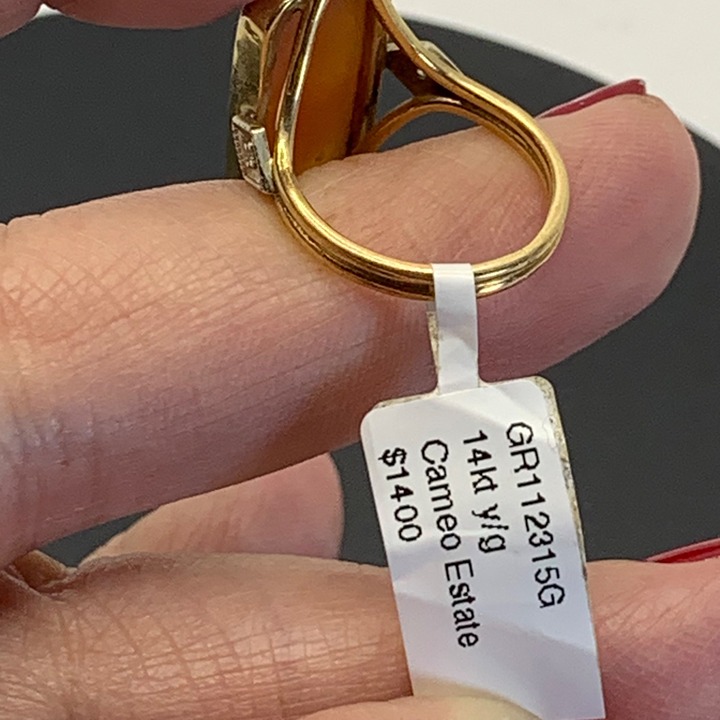 GR112315G
14kt y/g
Cameo Estate
$1400